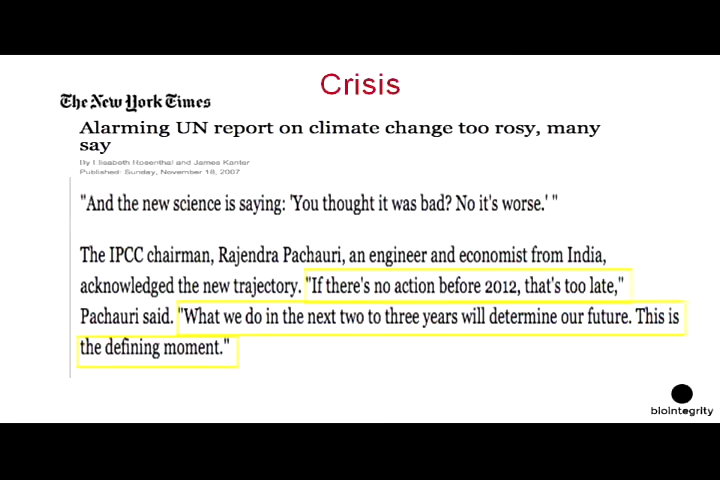 Crisis
The New York Times
Alarming UN report on climate change too rosy, many
say
By Elisabeth Rosenthal and James Kanter
Published: Sunday, November 18, 2007
"And the new science is saying: 'You thought it was bad? No it's worse.' "
The IPCC chairman, Rajendra Pachauri, an engineer and economist from India,
acknowledged the new trajectory. "If there's no action before 2012, that's too late,"
Pachauri said. "What we do in the next two to three years will determine our future. This is
the defining moment."
biointegrity